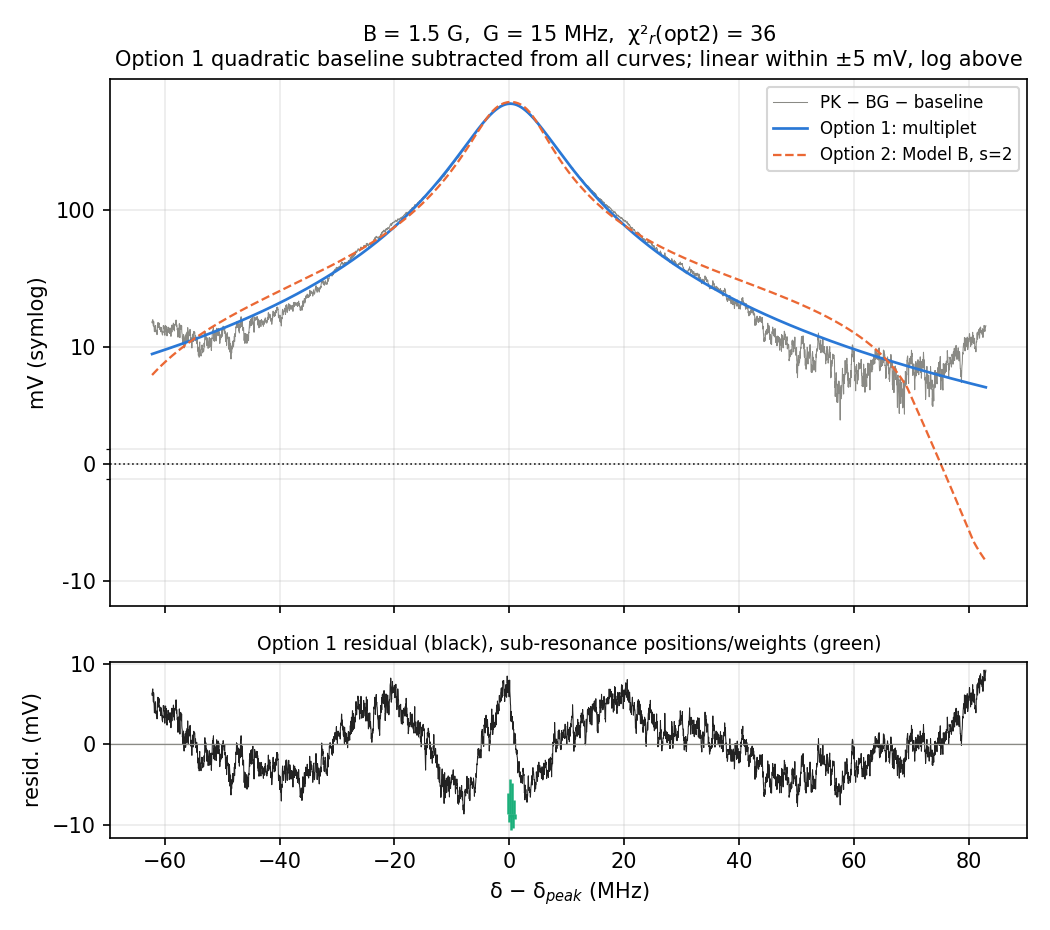 B = 1.5 G,  G = 15 MHz,  χ²ᵣ(opt2) = 36
Option 1 quadratic baseline subtracted from all curves; linear within ±5 mV, log above
PK − BG − baseline
Option 1: multiplet
Option 2: Model B, s=2
100
10
0
-10
mV (symlog)
Option 1 residual (black), sub-resonance positions/weights (green)
10
0
−10
resid. (mV)
−60 −40 −20 0 20 40 60 80
δ − δpeak (MHz)